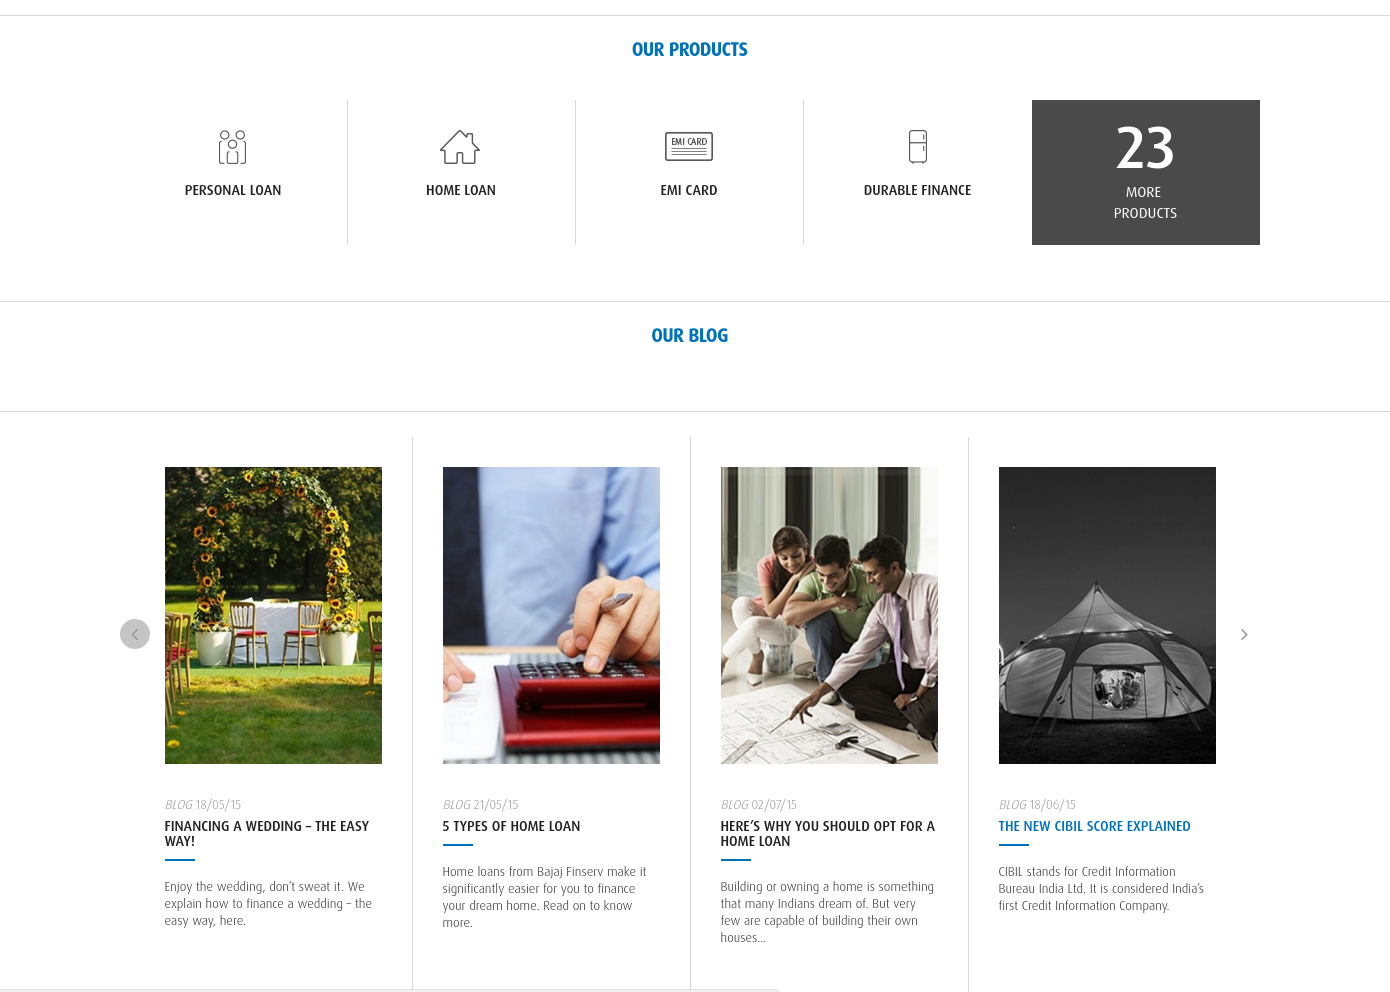 OUR PRODUCTS
EMI CARD
PERSONAL LOAN
HOME LOAN
EMI CARD
DURABLE FINANCE
23
MORE
PRODUCTS
OUR BLOG
BLOG 18/05/15
FINANCING A WEDDING – THE EASY
WAY!
Enjoy the wedding, don’t sweat it. We
explain how to finance a wedding – the
easy way, here.
BLOG 21/05/15
5 TYPES OF HOME LOAN
Home loans from Bajaj Finserv make it
significantly easier for you to finance
your dream home. Read on to know
more.
BLOG 02/07/15
HERE’S WHY YOU SHOULD OPT FOR A
HOME LOAN
Building or owning a home is something
that many Indians dream of. But very
few are capable of building their own
houses...
BLOG 18/06/15
THE NEW CIBIL SCORE EXPLAINED
CIBIL stands for Credit Information
Bureau India Ltd. It is considered India’s
first Credit Information Company.